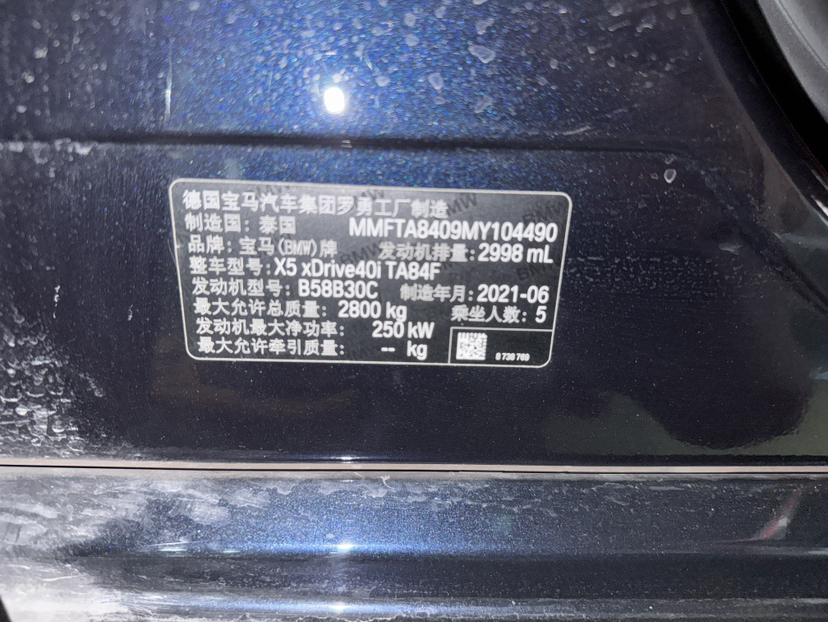 德国宝马汽车集团罗勇工厂制造
制造国：泰国 MMFTA8409MY104490
品牌：宝马(BMW)牌 发动机排量：2998 mL
整车型号：X5 xDrive40i TA84F
发动机型号：B58B30C 制造年月：2021-06
最大允许总质量：2800 kg 乘坐人数：5
发动机最大净功率：250 kW
最大允许牵引质量：-- kg